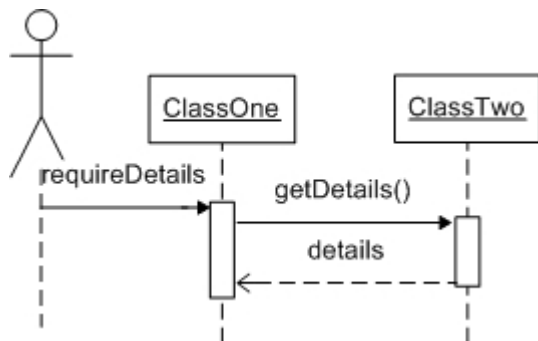 ClassOne
ClassTwo
requireDetails
getDetails()
details